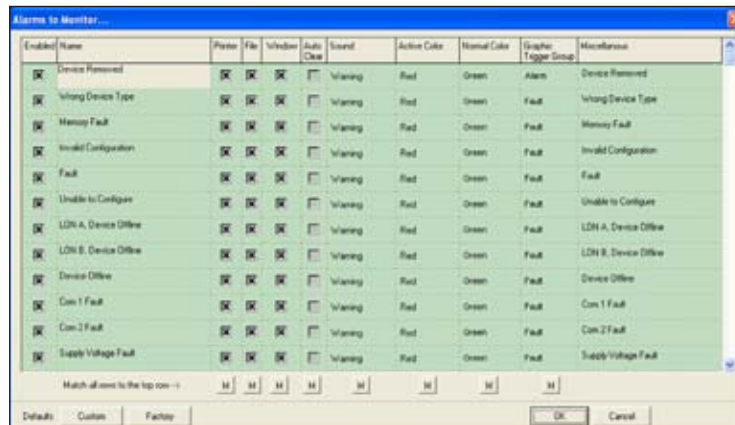 Alarms to Monitor...
Enabled Name Printer File Window Auto Clear Sound Active Color Normal Color Graphic Trigger Group Miscellaneous
Device Removed Warning Red Green Alarm Device Removed
Wrong Device Type Warning Red Green Fault Wrong Device Type
Memory Fault Warning Red Green Fault Memory Fault
Invalid Configuration Warning Red Green Fault Invalid Configuration
Fault Warning Red Green Fault Fault
Unable to Configure Warning Red Green Fault Unable to Configure
LON A, Device Offline Warning Red Green Fault LON A, Device Offline
LON B, Device Offline Warning Red Green Fault LON B, Device Offline
Device Offline Warning Red Green Fault Device Offline
Com 1 Fault Warning Red Green Fault Com 1 Fault
Com 2 Fault Warning Red Green Fault Com 2 Fault
Supply Voltage Fault Warning Red Green Fault Supply Voltage Fault
Match all rows to the top row --> M M M M M M M M
Defaults Custom Factory OK Cancel